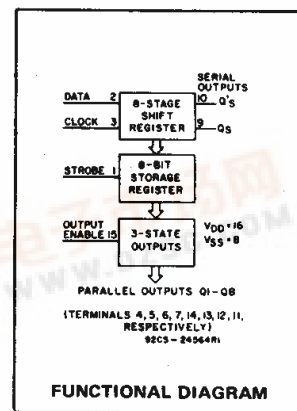 SERIAL
OUTPUTS
DATA 2
8-STAGE
SHIFT
REGISTER
10 Q'S
CLOCK 3
9 QS
STROBE 1
8-BIT
STORAGE
REGISTER
OUTPUT
ENABLE 15
3-STATE
OUTPUTS
VDD=16
VSS=8
PARALLEL OUTPUTS Q1-Q8
(TERMINALS 4, 5, 6, 7, 14, 13, 12, 11,
RESPECTIVELY)
92CS-24564R1
FUNCTIONAL DIAGRAM